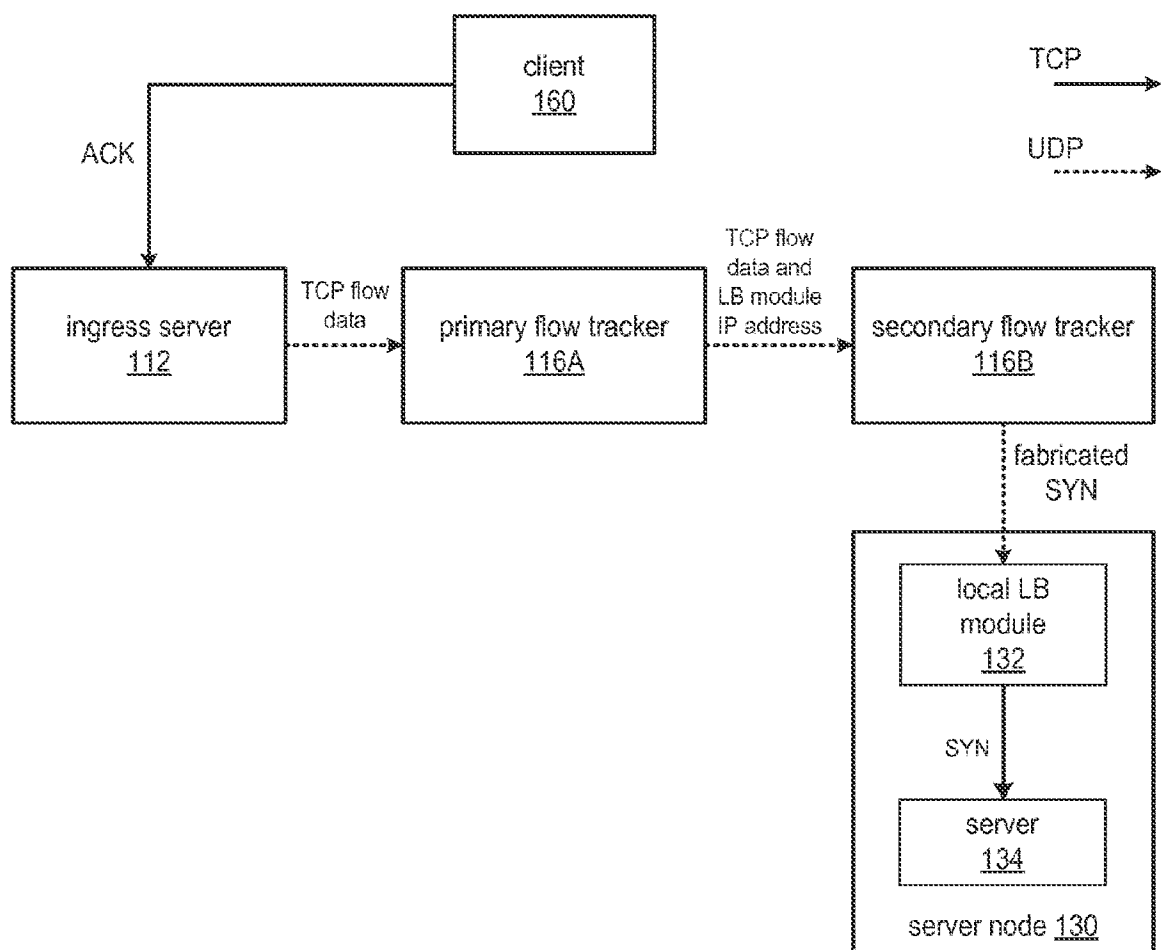 client
160
TCP
UDP
ACK
ingress server
112
TCP flow
data
primary flow tracker
116A
TCP flow
data and
LB module
IP address
secondary flow tracker
116B
fabricated
SYN
local LB
module
132
SYN
server
134
server node 130